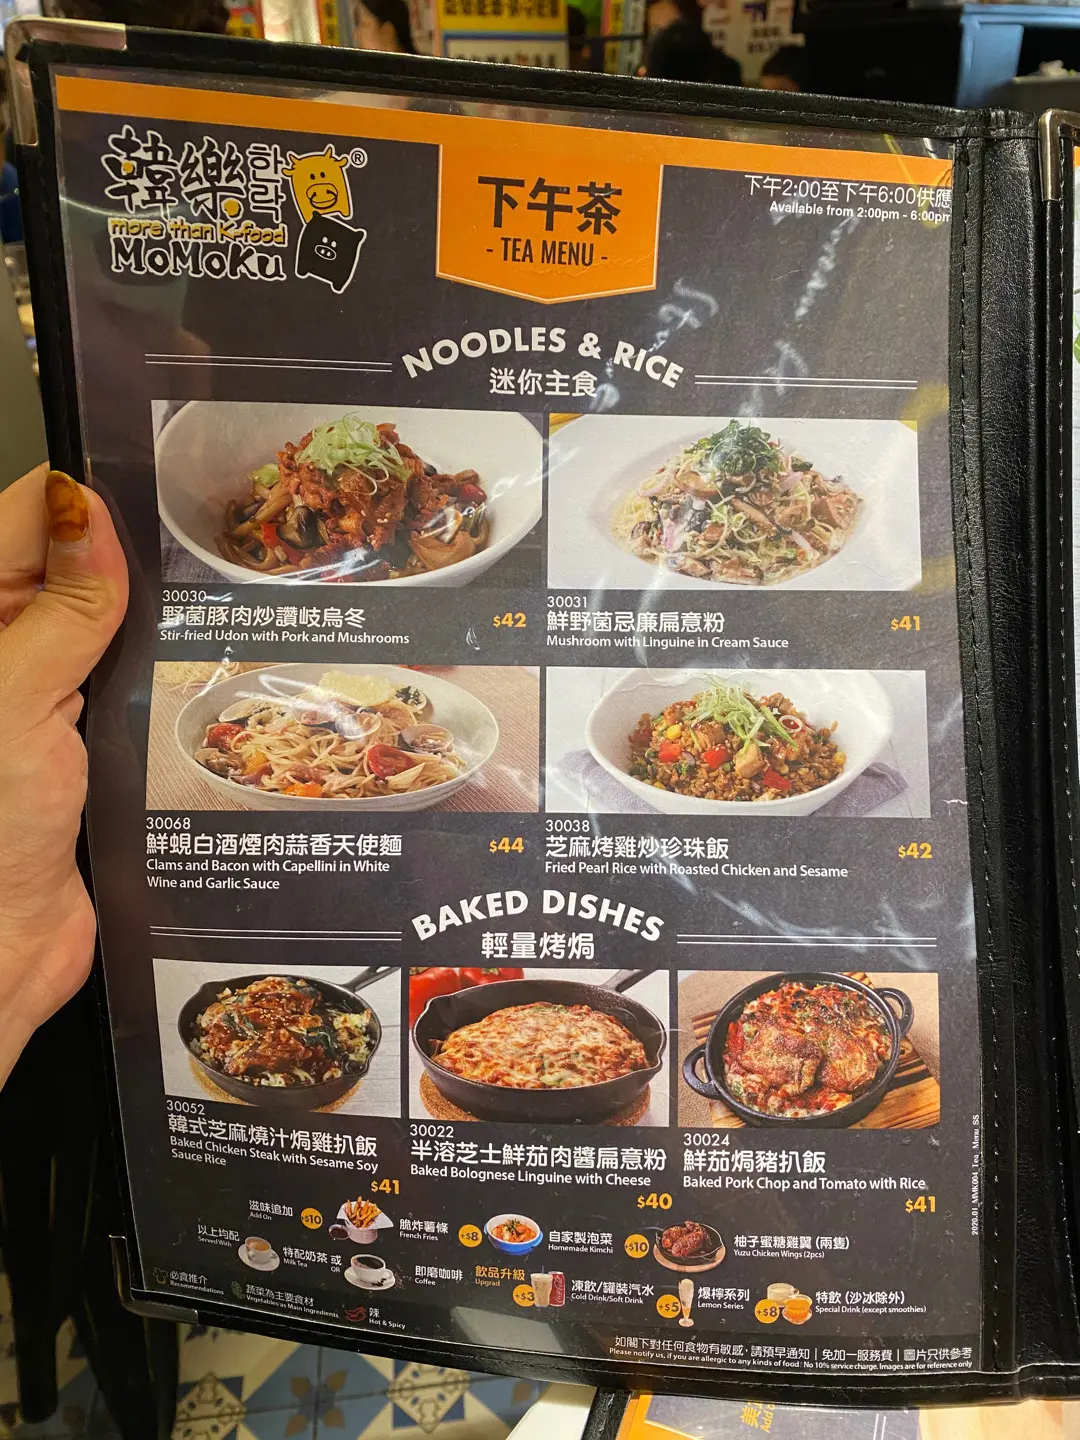 韓樂 한락 ®
more than K-food
MoMoKu
下午茶
- TEA MENU -
下午2:00至下午6:00供應
Available from 2:00pm - 6:00pm
NOODLES & RICE
迷你主食
30030
野菌豚肉炒讚岐烏冬 $42
Stir-fried Udon with Pork and Mushrooms
30031
鮮野菌忌廉扁意粉 $41
Mushroom with Linguine in Cream Sauce
30068
鮮蜆白酒煙肉蒜香天使麵 $44
Clams and Bacon with Capellini in White
Wine and Garlic Sauce
30038
芝麻烤雞炒珍珠飯 $42
Fried Pearl Rice with Roasted Chicken and Sesame
BAKED DISHES
輕量烤焗
30052
韓式芝麻燒汁焗雞扒飯
Baked Chicken Steak with Sesame Soy
Sauce Rice
$41
30022
半溶芝士鮮茄肉醬扁意粉
Baked Bolognese Linguine with Cheese
$40
30024
鮮茄焗豬扒飯
Baked Pork Chop and Tomato with Rice
$41
滋味追加
Add On
+$10 脆炸薯條
French Fries
+$8 自家製泡菜
Homemade Kimchi
+$10 柚子蜜糖雞翼 (兩隻)
Yuzu Chicken Wings (2pcs)
以上均配
Served With
特配奶茶 或
Milk Tea OR
即磨咖啡
Coffee
飲品升級
Upgrad
+$3 凍飲/罐裝汽水
Cold Drink/Soft Drink
+$5 爆檸系列
Lemon Series
+$8 特飲 (沙冰除外)
Special Drink (except smoothies)
必食推介
Recommendations
蔬菜為主要食材
Vegetables as Main Ingredients
辣
Hot & Spicy
如閣下對任何食物有敏感，請預早通知 | 免加一服務費 | 圖片只供參考
Please notify us, if you are allergic to any kinds of food. No 10% service charge. Images are for reference only
2020.01_MMK004_Tea_Menu_SS